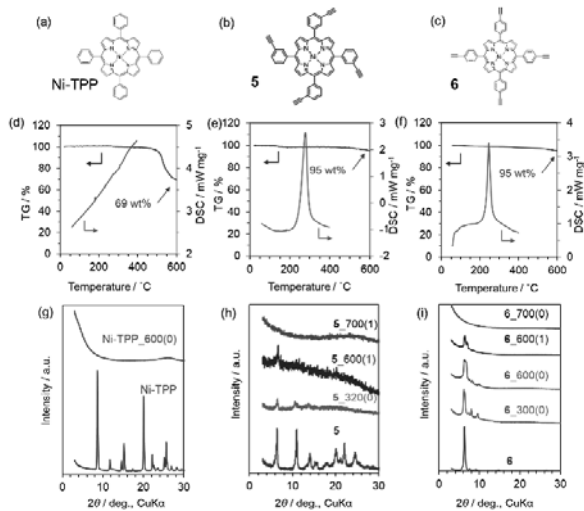 (a)
(b)
(c)
Ni-TPP
5
6
(d)
(e)
(f)
TG / %
120
100
80
60
40
20
0
69 wt%
5
4
3
2
DSC / mW mg⁻¹
0 200 400 600
Temperature / ˚C
TG / %
120
100
80
60
40
20
0
95 wt%
3
2
1
0
-1
-2
DSC / mW mg⁻¹
0 200 400 600
Temperature / ˚C
TG / %
120
100
80
60
40
20
0
95 wt%
4
3
2
1
0
DSC / mW mg⁻¹
0 200 400 600
Temperature / ˚C
(g)
Ni-TPP_600(0)
Ni-TPP
Intensity / a.u.
0 10 20 30
2θ / deg., CuKα
(h)
5_700(1)
5_600(1)
5_320(0)
5
Intensity / a.u.
0 10 20 30
2θ / deg., CuKα
(i)
6_700(0)
6_600(1)
6_600(0)
6_300(0)
6
Intensity / a.u.
0 10 20 30
2θ / deg., CuKα